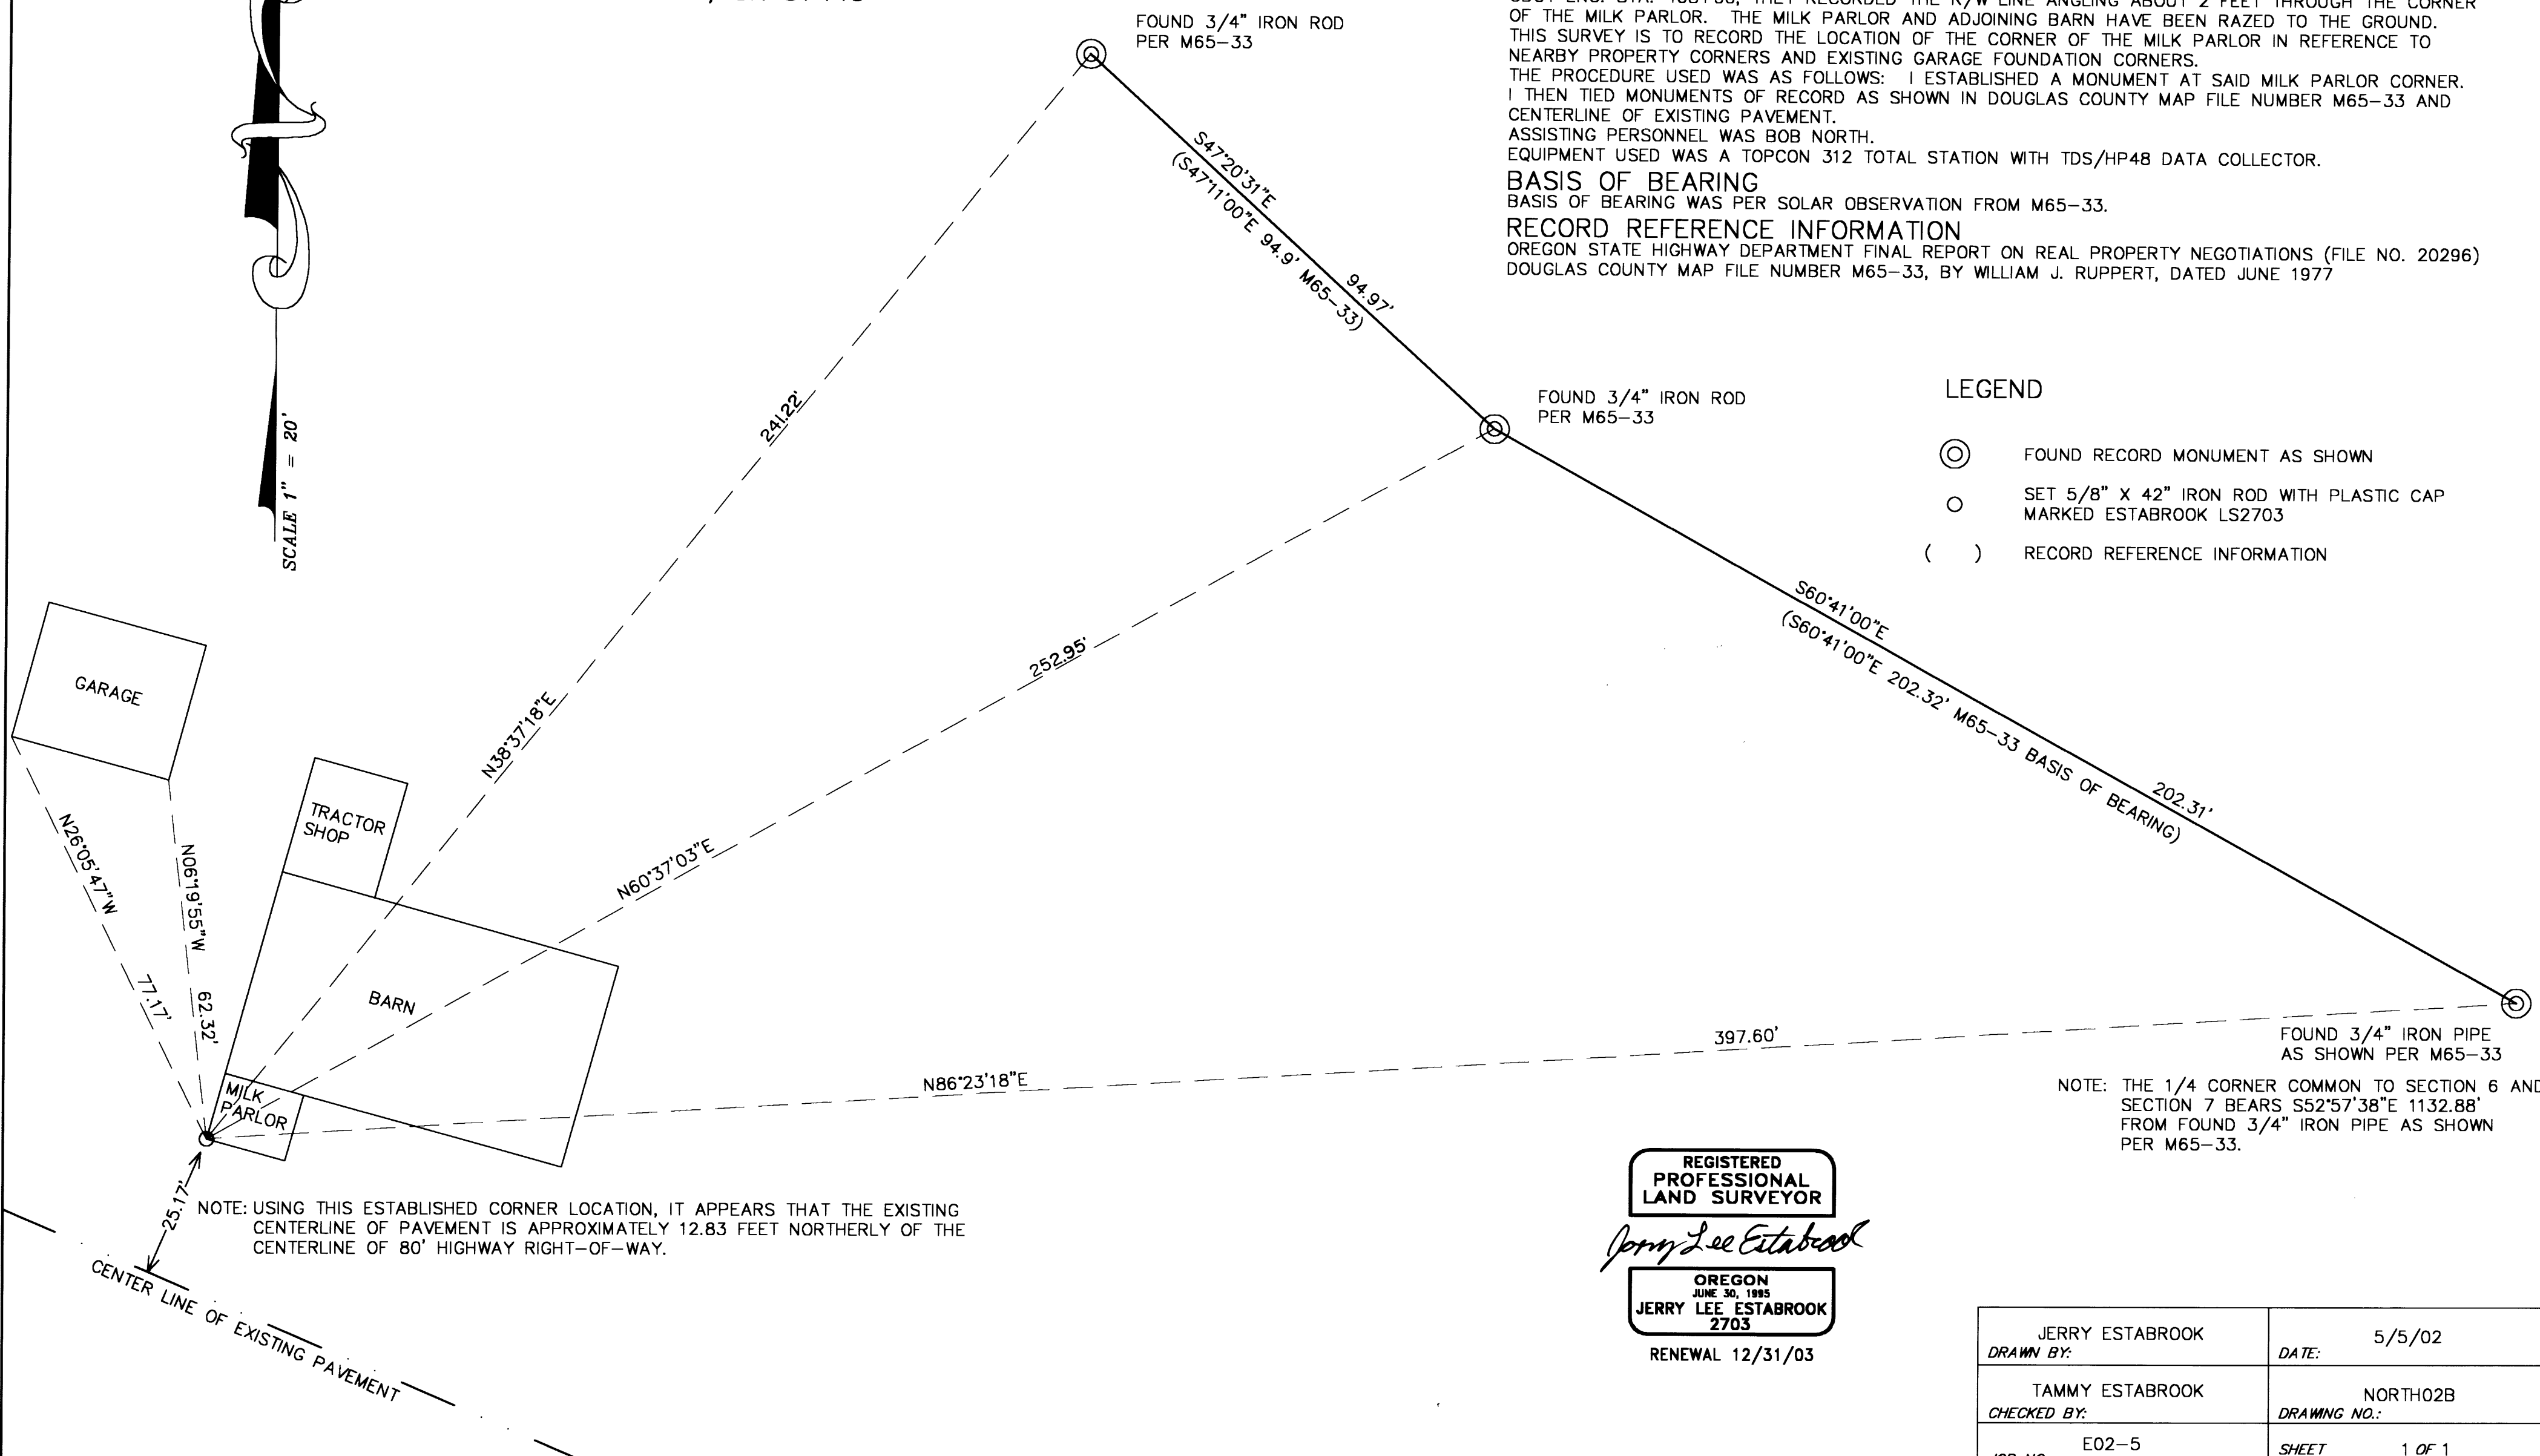 FOUND 3/4" IRON ROD
PER M65-33
OF THE MILK PARLOR. THE MILK PARLOR AND ADJOINING BARN HAVE BEEN RAZED TO THE GROUND.
THIS SURVEY IS TO RECORD THE LOCATION OF THE CORNER OF THE MILK PARLOR IN REFERENCE TO
NEARBY PROPERTY CORNERS AND EXISTING GARAGE FOUNDATION CORNERS.
THE PROCEDURE USED WAS AS FOLLOWS: I ESTABLISHED A MONUMENT AT SAID MILK PARLOR CORNER.
I THEN TIED MONUMENTS OF RECORD AS SHOWN IN DOUGLAS COUNTY MAP FILE NUMBER M65-33 AND
CENTERLINE OF EXISTING PAVEMENT.
ASSISTING PERSONNEL WAS BOB NORTH.
EQUIPMENT USED WAS A TOPCON 312 TOTAL STATION WITH TDS/HP48 DATA COLLECTOR.
BASIS OF BEARING
BASIS OF BEARING WAS PER SOLAR OBSERVATION FROM M65-33.
RECORD REFERENCE INFORMATION
OREGON STATE HIGHWAY DEPARTMENT FINAL REPORT ON REAL PROPERTY NEGOTIATIONS (FILE NO. 20296)
DOUGLAS COUNTY MAP FILE NUMBER M65-33, BY WILLIAM J. RUPPERT, DATED JUNE 1977
S47°20'31"E
94.97'
(S47°11'00"E 94.9' M65-33)
FOUND 3/4" IRON ROD
PER M65-33
LEGEND
FOUND RECORD MONUMENT AS SHOWN
SET 5/8" X 42" IRON ROD WITH PLASTIC CAP
MARKED ESTABROOK LS2703
( ) RECORD REFERENCE INFORMATION
SCALE 1" = 20'
241.22'
N38°37'18"E
252.95'
N60°37'03"E
S60°41'00"E
202.31'
(S60°41'00"E 202.32' M65-33 BASIS OF BEARING)
GARAGE
TRACTOR
SHOP
BARN
MILK
PARLOR
N26°05'47"W
77.17'
N06°19'55"W
62.32'
397.60'
N86°23'18"E
FOUND 3/4" IRON PIPE
AS SHOWN PER M65-33
NOTE: THE 1/4 CORNER COMMON TO SECTION 6 AND
SECTION 7 BEARS S52°57'38"E 1132.88'
FROM FOUND 3/4" IRON PIPE AS SHOWN
PER M65-33.
25.17'
NOTE: USING THIS ESTABLISHED CORNER LOCATION, IT APPEARS THAT THE EXISTING
CENTERLINE OF PAVEMENT IS APPROXIMATELY 12.83 FEET NORTHERLY OF THE
CENTERLINE OF 80' HIGHWAY RIGHT-OF-WAY.
CENTER LINE OF EXISTING PAVEMENT
REGISTERED
PROFESSIONAL
LAND SURVEYOR
Jerry Lee Estabrook
OREGON
JUNE 30, 1995
JERRY LEE ESTABROOK
2703
RENEWAL 12/31/03
JERRY ESTABROOK
DRAWN BY:
5/5/02
DATE:
TAMMY ESTABROOK
CHECKED BY:
NORTH02B
DRAWING NO.:
E02-5
SHEET 1 OF 1